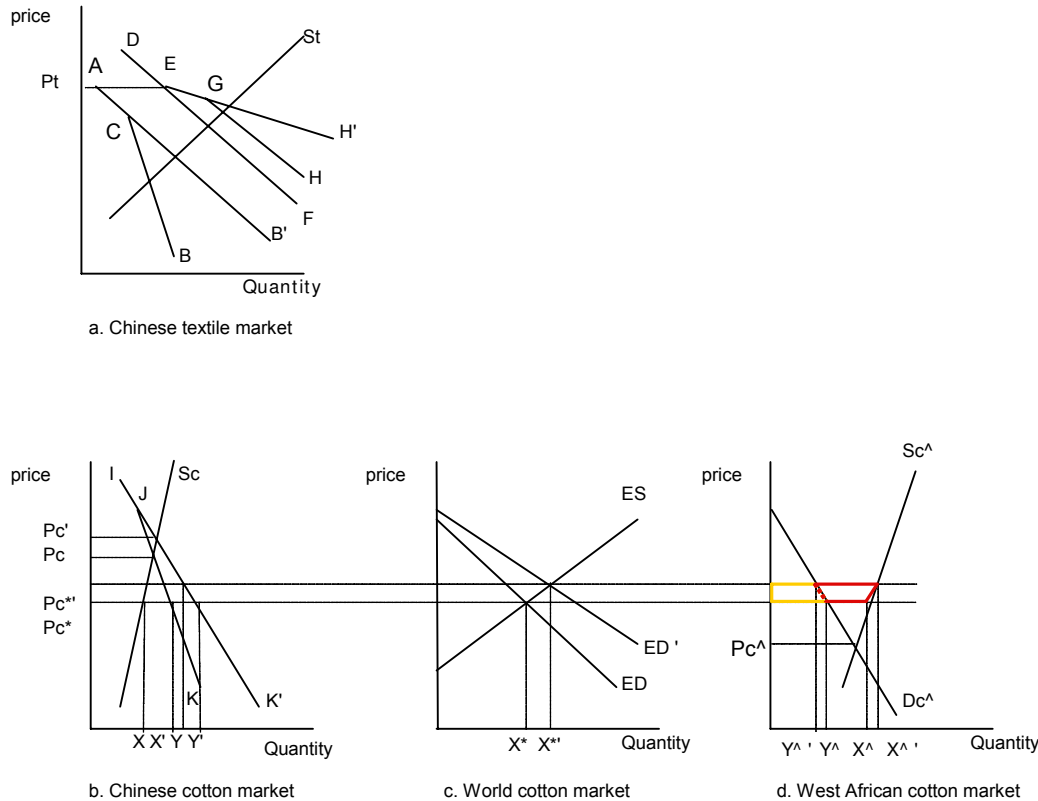 price
D
St
A
E
G
Pt
C
H'
H
F
B'
B
Quantity
a. Chinese textile market
price
I
Sc
J
Pc'
Pc
Pc*'
Pc*
K
K'
X X' Y Y'
Quantity
b. Chinese cotton market
price
ES
ED '
ED
X* X*'
Quantity
c. World cotton market
price
Sc^
Pc^
Dc^
Y^ ' Y^ X^ X^ '
Quantity
d. West African cotton market